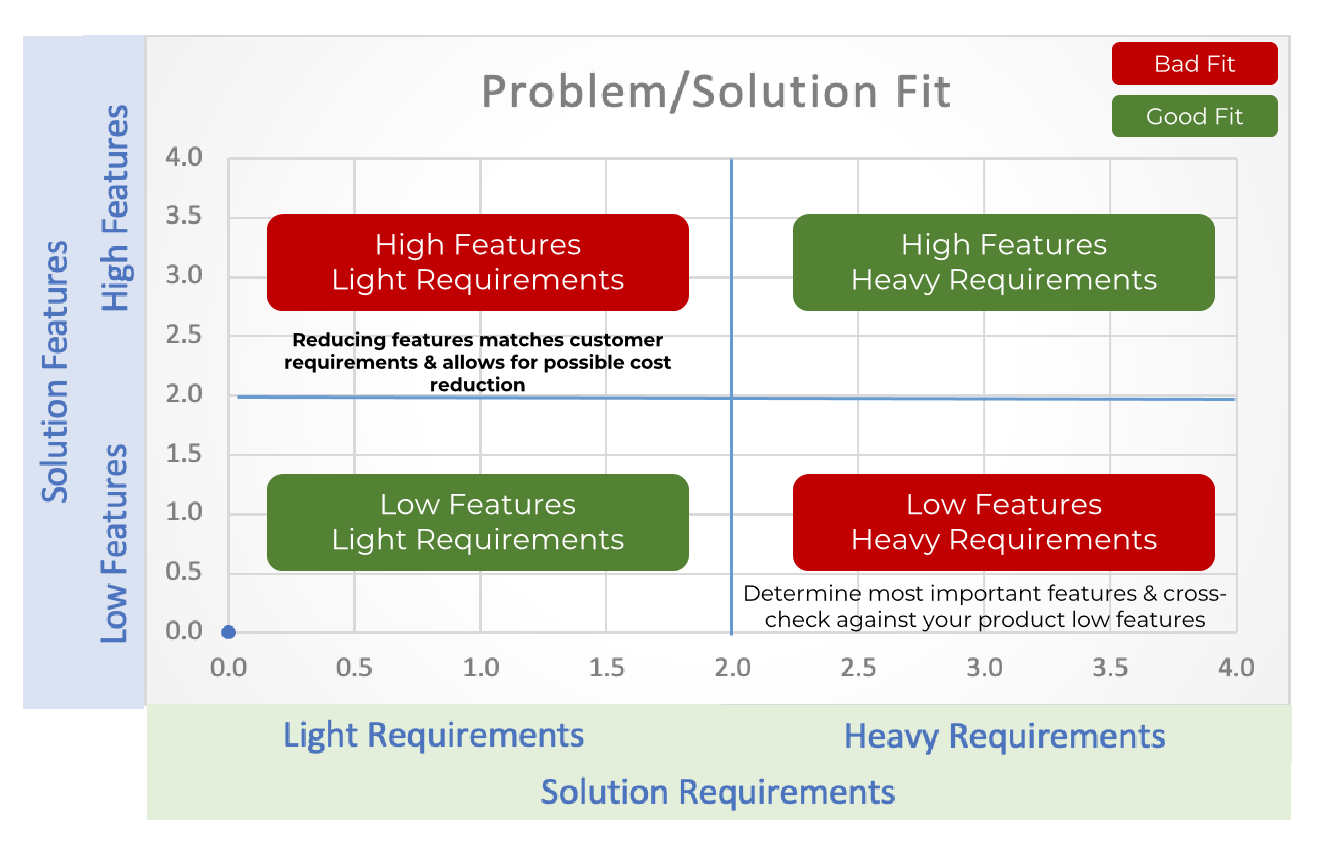 Problem/Solution Fit
Bad Fit
Good Fit
Solution Features
High Features
Low Features
4.0
3.5
3.0
2.5
2.0
1.5
1.0
0.5
0.0
High Features
Light Requirements
High Features
Heavy Requirements
Reducing features matches customer
requirements & allows for possible cost
reduction
Low Features
Light Requirements
Low Features
Heavy Requirements
Determine most important features & cross-
check against your product low features
0.0 0.5 1.0 1.5 2.0 2.5 3.0 3.5 4.0
Light Requirements Heavy Requirements
Solution Requirements